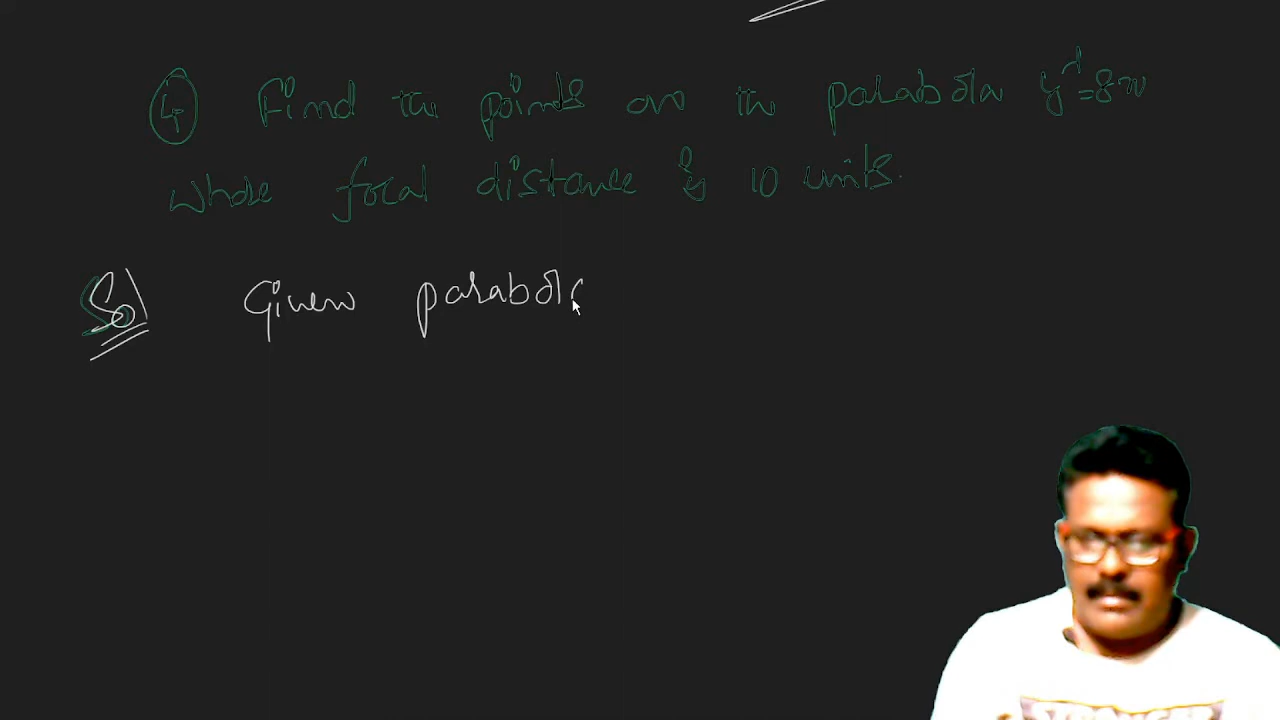 4 Find the points on the parabola y²=8x
whose focal distance is 10 units.
Sol Given parabola